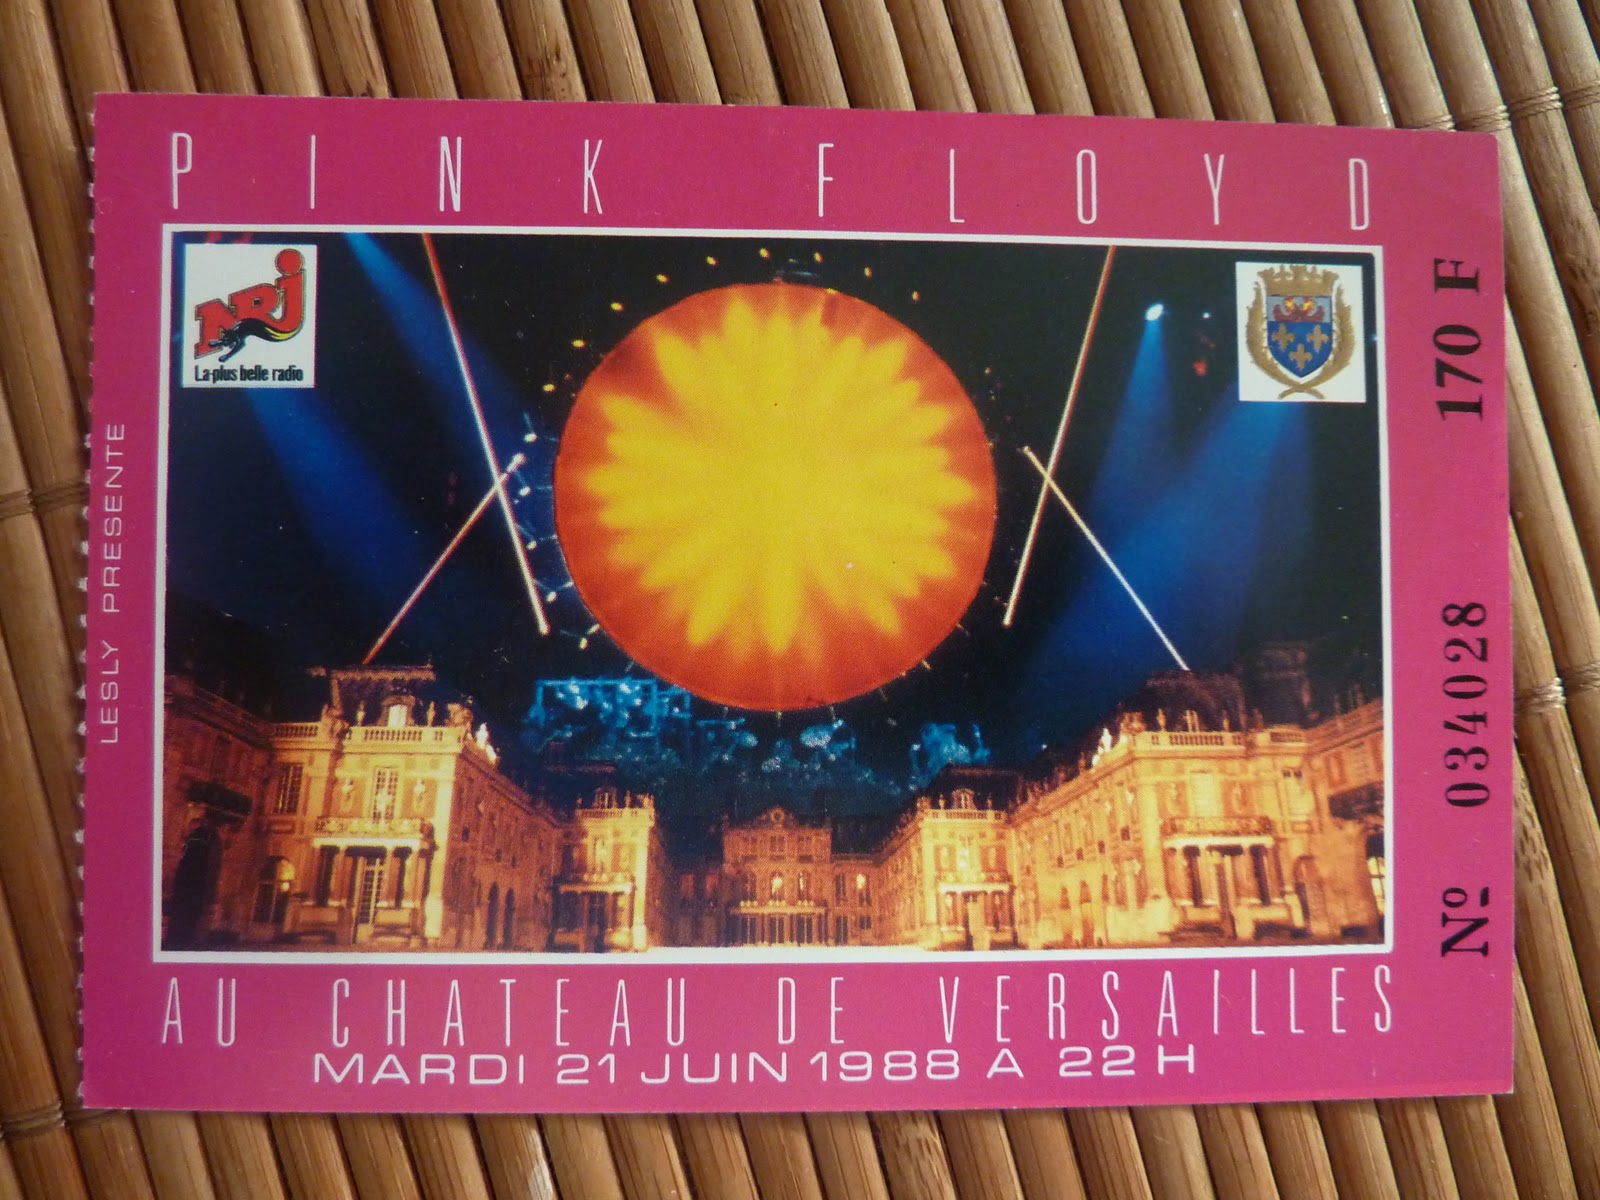 PINK FLOYD
NRJ
La plus belle radio
LESLY PRESENTE
170 F
Nº 034028
AU CHATEAU DE VERSAILLES
MARDI 21 JUIN 1988 A 22 H